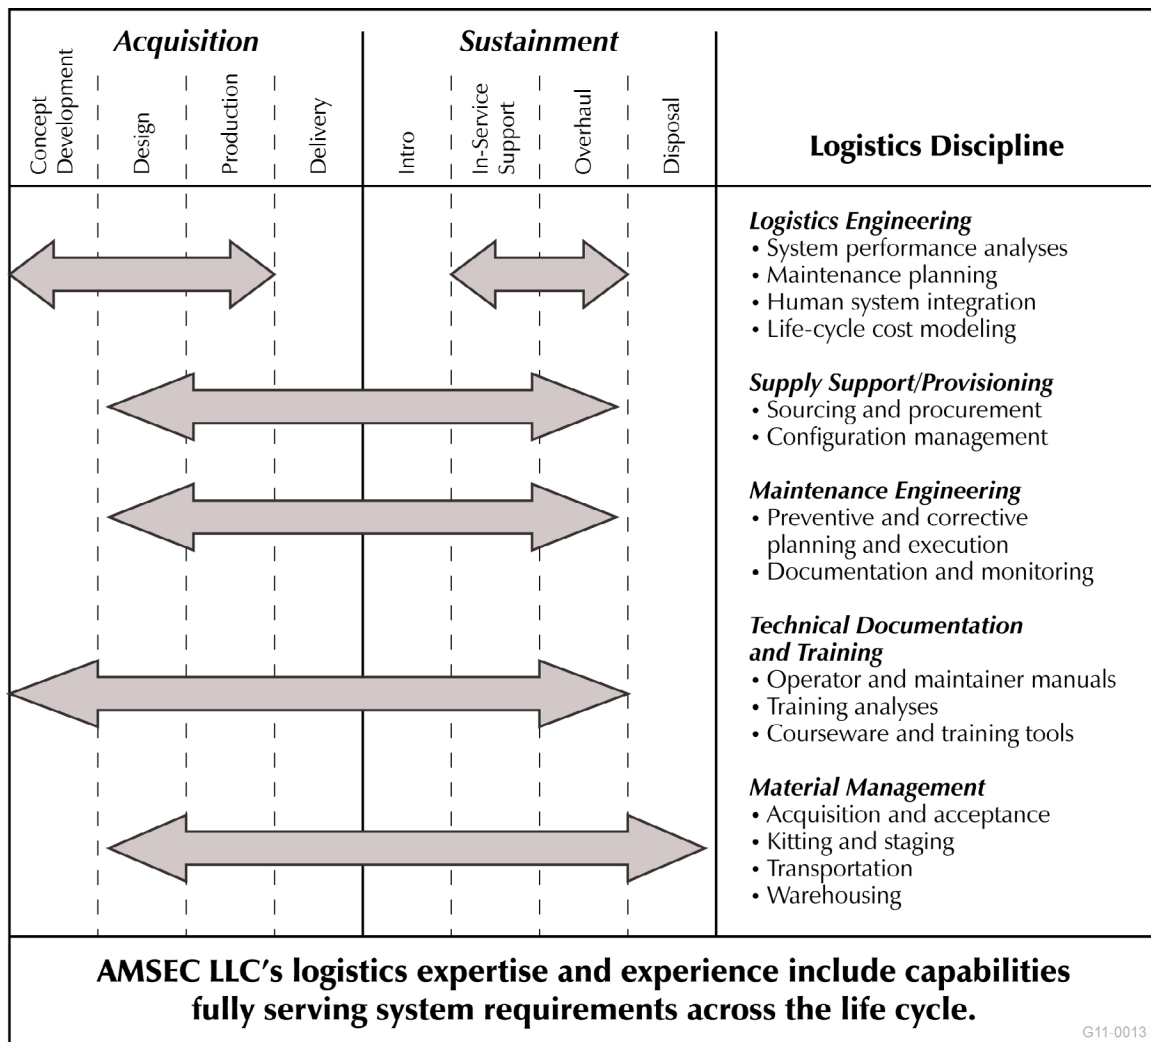 Acquisition
Sustainment
Concept
Development
Design
Production
Delivery
Intro
In-Service
Support
Overhaul
Disposal
Logistics Discipline
Logistics Engineering
• System performance analyses
• Maintenance planning
• Human system integration
• Life-cycle cost modeling
Supply Support/Provisioning
• Sourcing and procurement
• Configuration management
Maintenance Engineering
• Preventive and corrective
planning and execution
• Documentation and monitoring
Technical Documentation
and Training
• Operator and maintainer manuals
• Training analyses
• Courseware and training tools
Material Management
• Acquisition and acceptance
• Kitting and staging
• Transportation
• Warehousing
AMSEC LLC’s logistics expertise and experience include capabilities
fully serving system requirements across the life cycle.
G11-0013